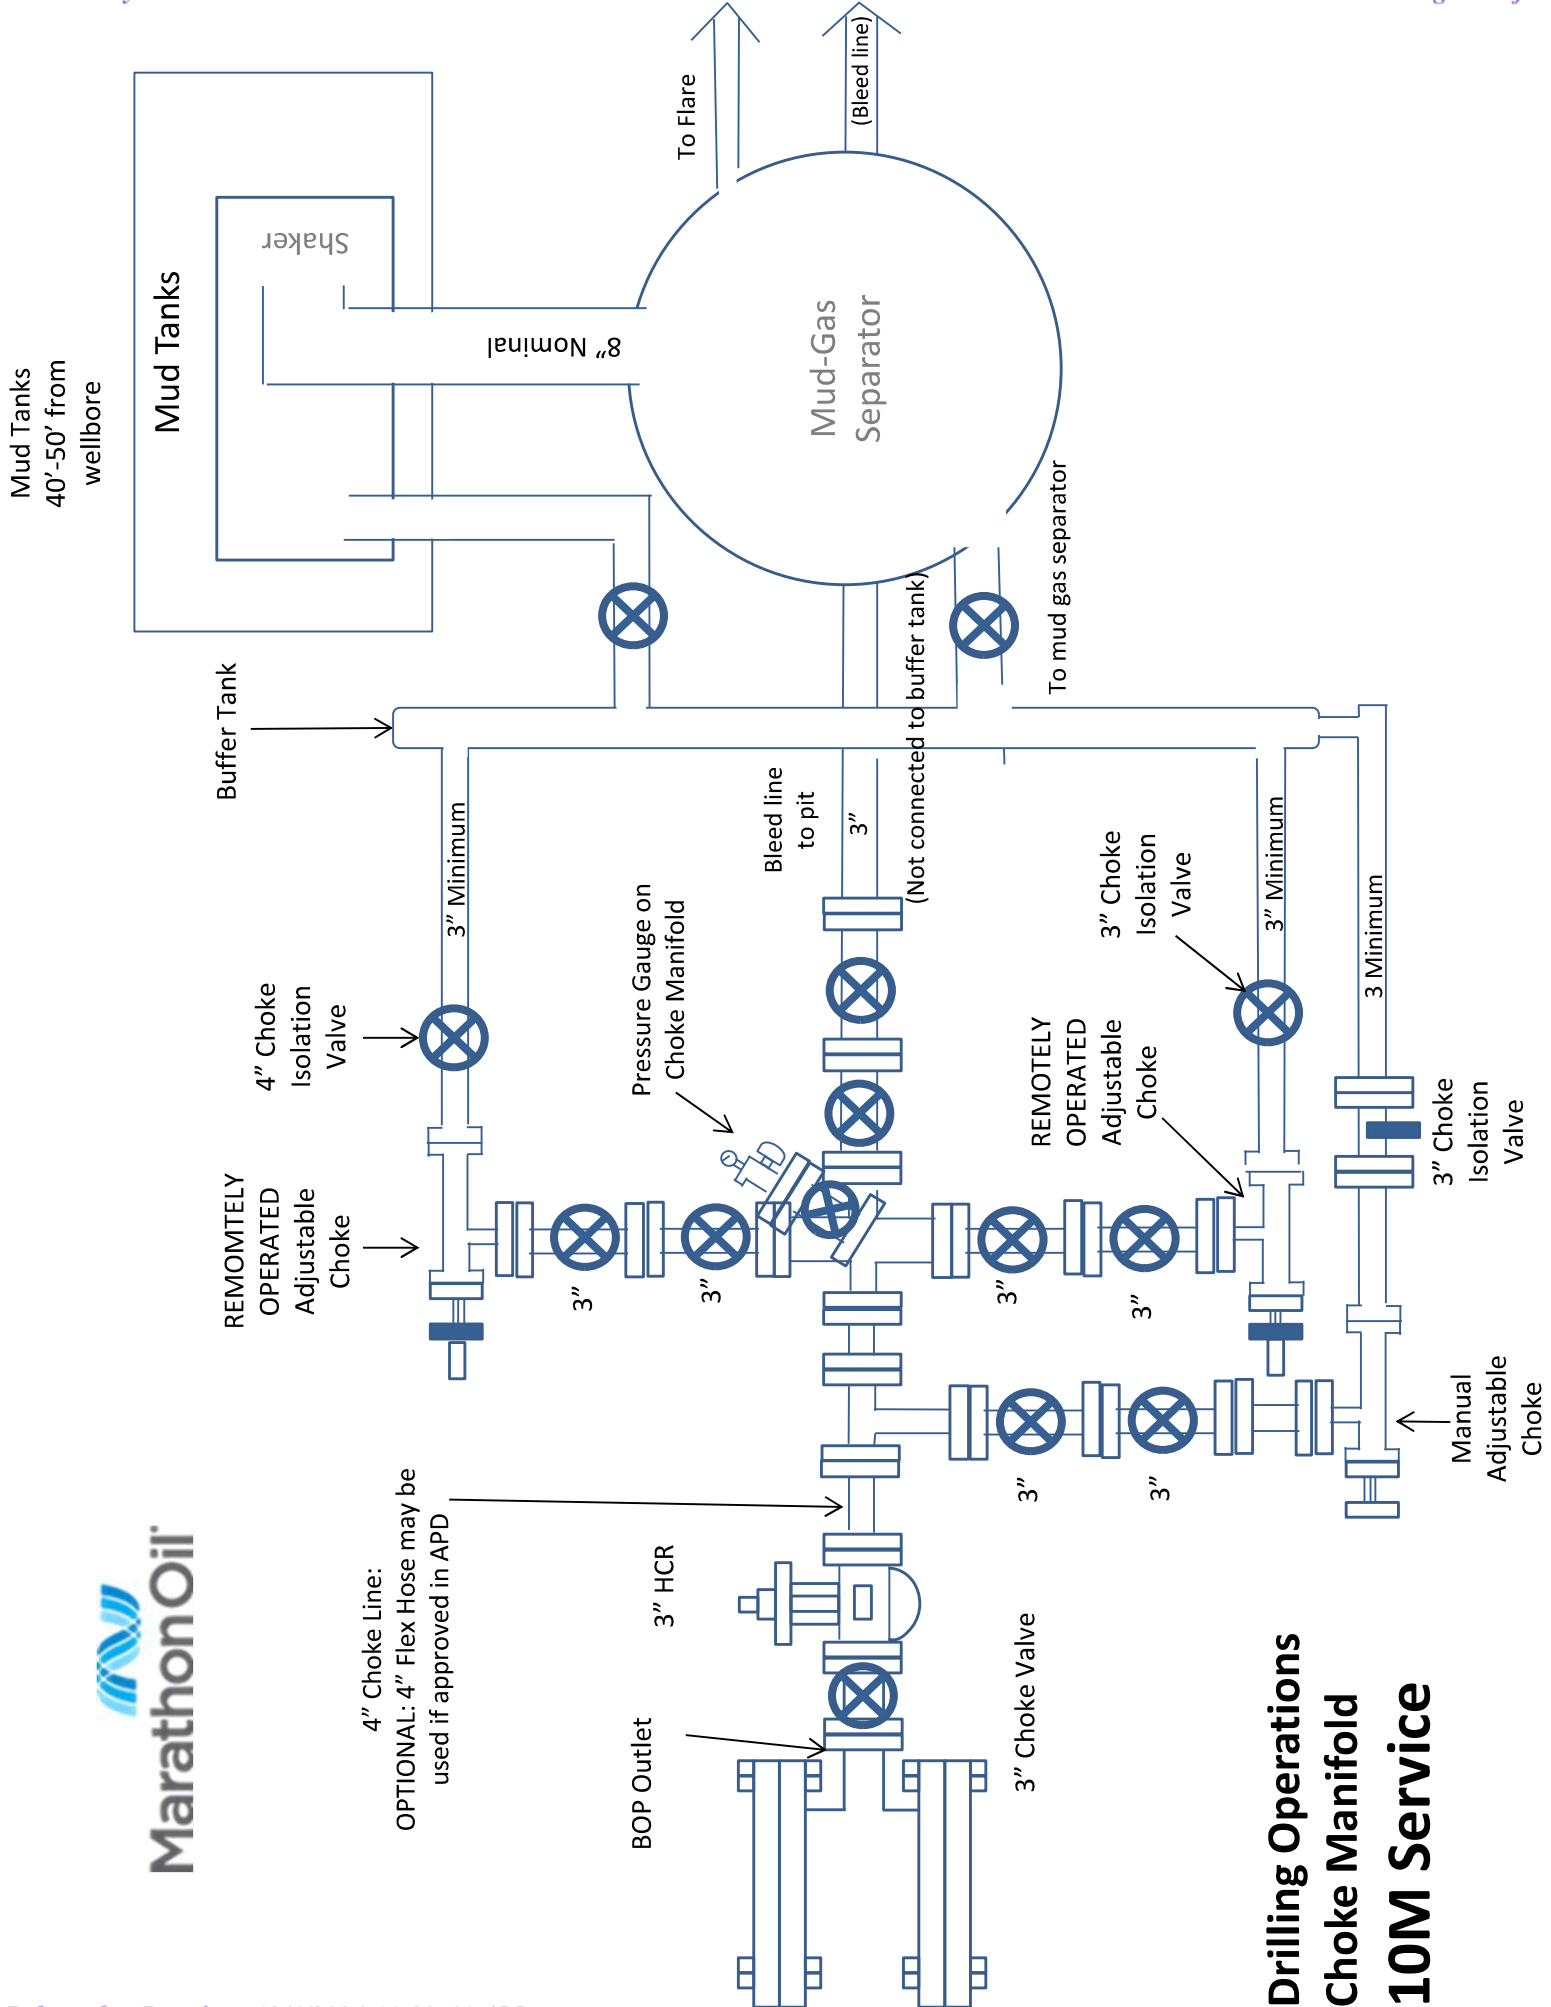 MarathonOil
Mud Tanks
40’-50’ from
wellbore
Mud Tanks
Shaker
8” Nominal
To Flare
(Bleed line)
Mud-Gas
Separator
Buffer Tank
To mud gas separator
(Not connected to buffer tank)
Bleed line
to pit
3”
3” Minimum
4” Choke
Isolation
Valve
REMOMTELY
OPERATED
Adjustable
Choke
Pressure Gauge on
Choke Manifold
3”
3”
3” Choke
Isolation
Valve
3” Minimum
REMOTELY
OPERATED
Adjustable
Choke
3 Minimum
3” Choke
Isolation
Valve
3”
3”
3”
3”
Manual
Adjustable
Choke
4” Choke Line:
OPTIONAL: 4” Flex Hose may be
used if approved in APD
3” HCR
BOP Outlet
3” Choke Valve
Drilling Operations
Choke Manifold
10M Service